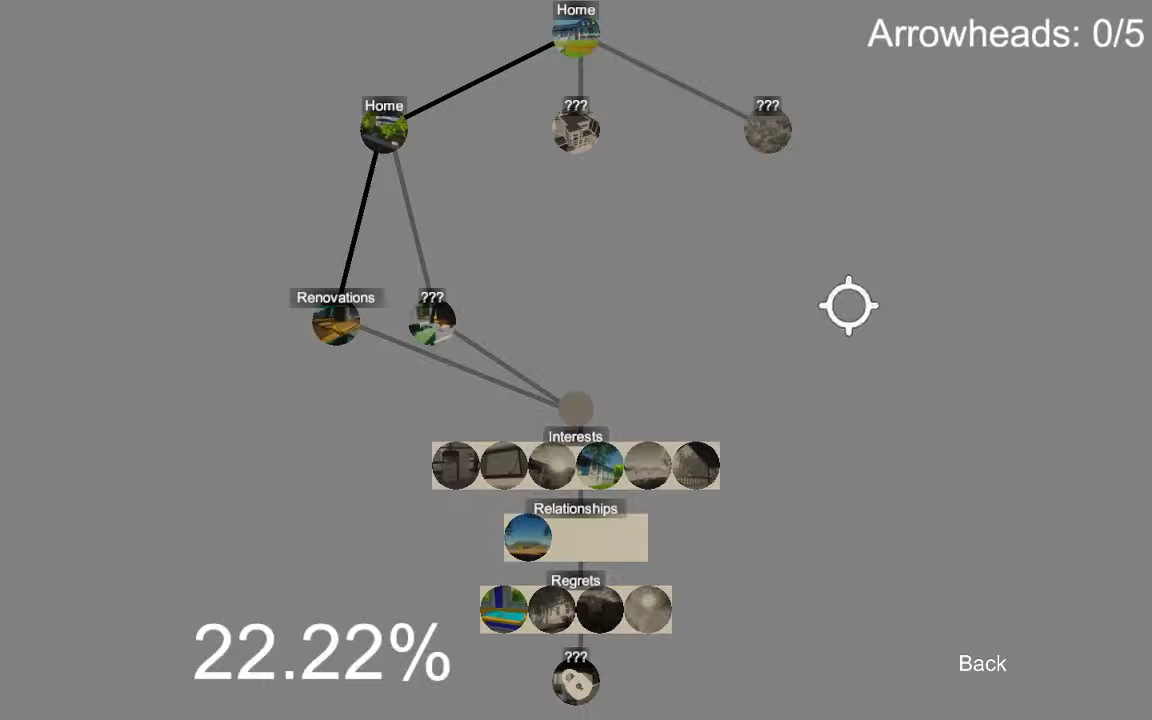 Home
Arrowheads: 0/5
Home
???
???
Renovations
???
Interests
Relationships
Regrets
22.22%
???
Back